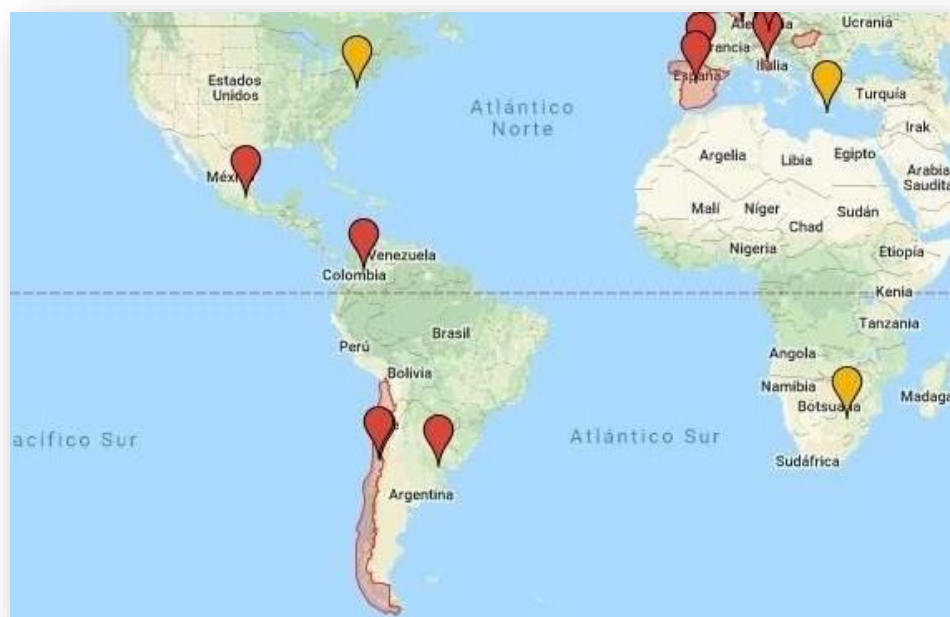 Ucrania
Francia
Italia
España
Turquía
Estados
Unidos
Atlántico
Norte
Irak
Argelia
Libia
Egipto
Arabia
Saudita
México
Malí
Níger
Sudán
Chad
Nigeria
Etiopía
Venezuela
Colombia
Kenia
Tanzania
Brasil
Perú
Angola
Bolivia
Namibia
Botsuana
Madaga
acífico Sur
Atlántico Sur
Sudáfrica
Argentina